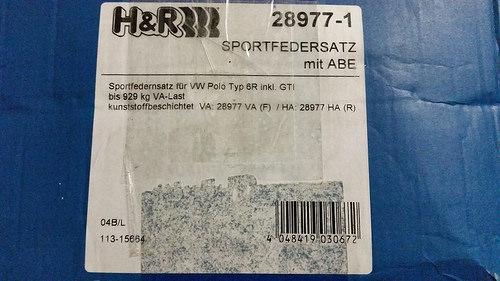 H&R 28977-1
SPORTFEDERSATZ
mit ABE
Sportfedernsatz für VW Polo Typ 6R inkl. GTI
bis 929 kg VA-Last
kunststoffbeschichtet VA: 28977 VA (F) / HA: 28977 HA (R)
04B/L
113-15664
4 048419 030672